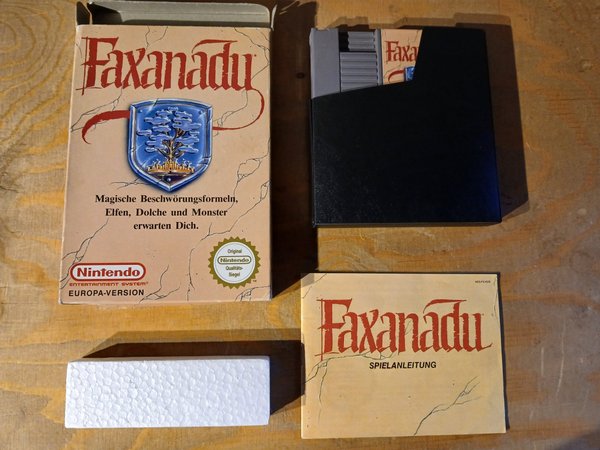 Faxanadu
Magische Beschwörungsformeln,
Elfen, Dolche und Monster
erwarten Dich.
Nintendo
ENTERTAINMENT SYSTEM
EUROPA-VERSION
Original
Nintendo
Qualitäts-
Siegel
Faxanadu
SPIELANLEITUNG